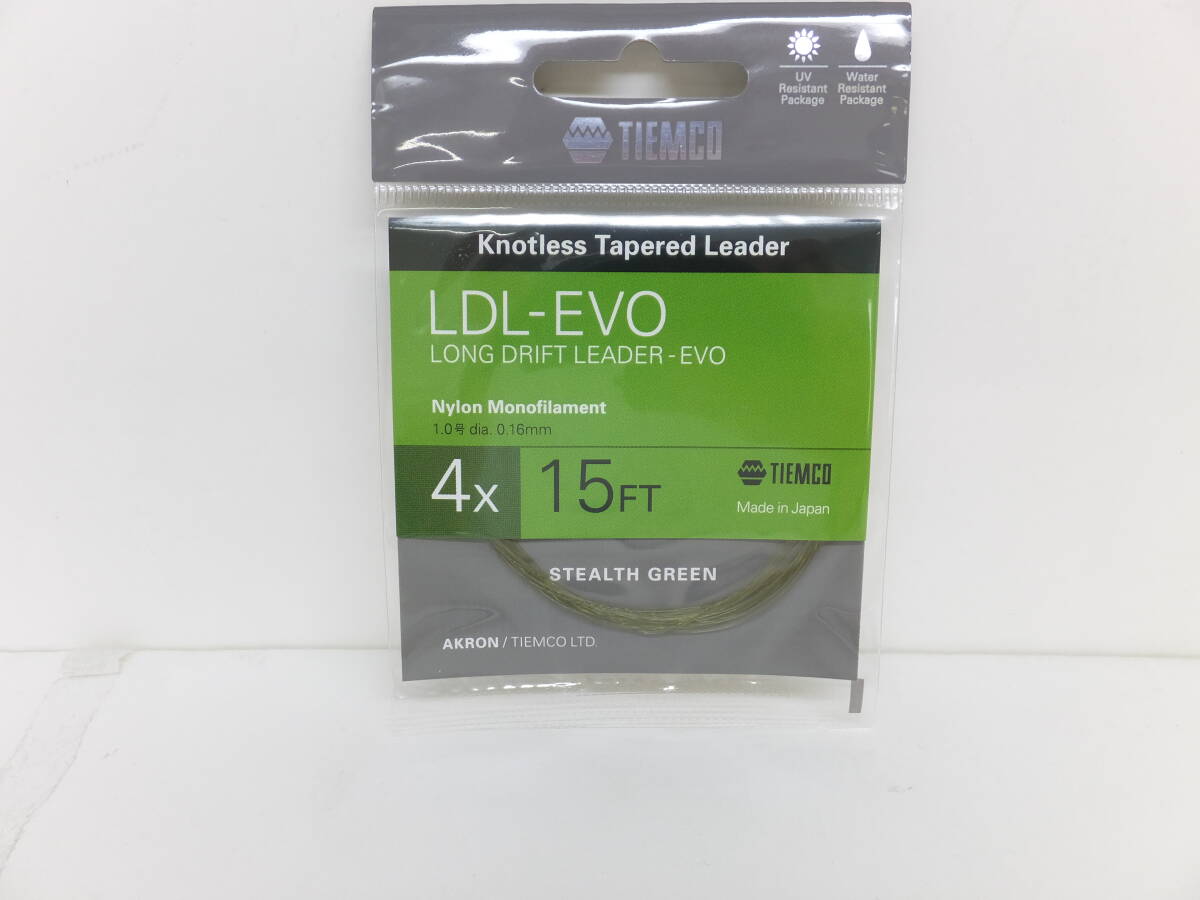 UV
Resistant
Package
Water
Resistant
Package
TIEMCO
Knotless Tapered Leader
LDL-EVO
LONG DRIFT LEADER - EVO
Nylon Monofilament
1.0号 dia. 0.16mm
4X 15FT
TIEMCO
Made in Japan
STEALTH GREEN
AKRON / TIEMCO LTD.